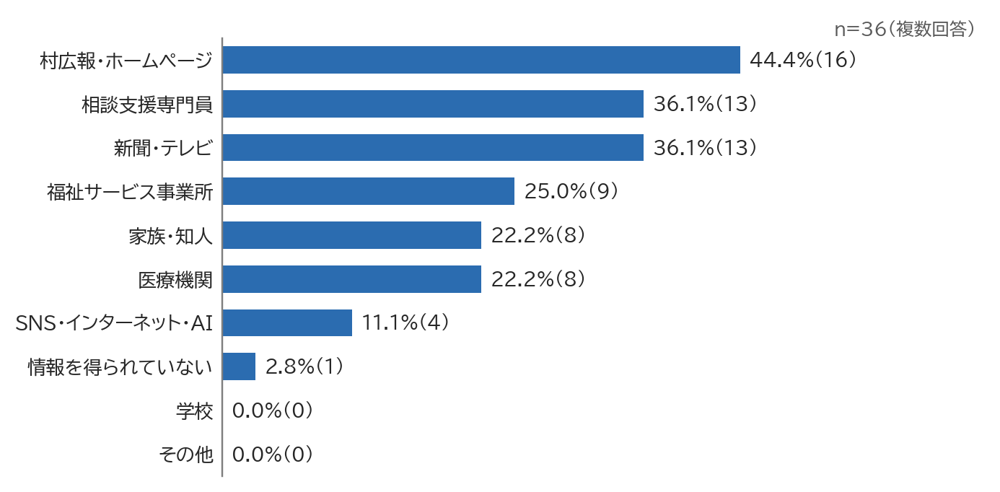 n=36(複数回答)
村広報・ホームページ 44.4%(16)
相談支援専門員 36.1%(13)
新聞・テレビ 36.1%(13)
福祉サービス事業所 25.0%(9)
家族・知人 22.2%(8)
医療機関 22.2%(8)
SNS・インターネット・AI 11.1%(4)
情報を得られていない 2.8%(1)
学校 0.0%(0)
その他 0.0%(0)